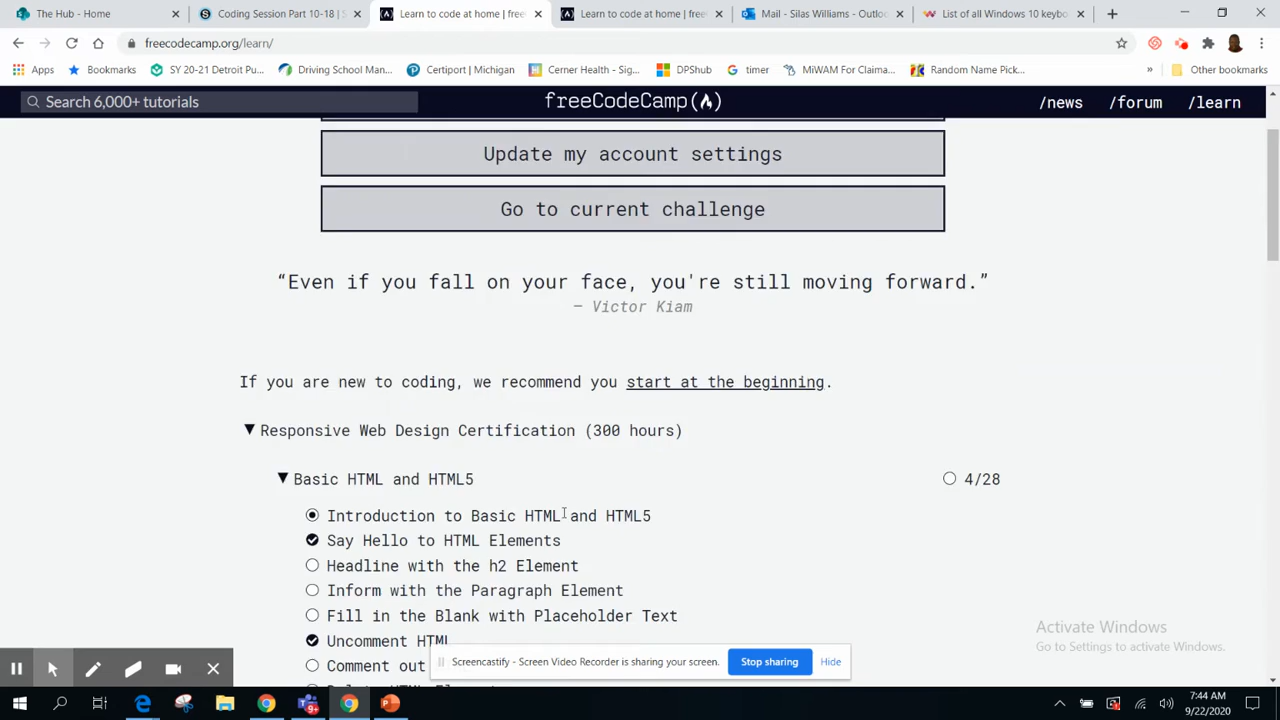 The Hub - Home
Coding Session Part 10-18 | S
Learn to code at home | free
Learn to code at home | free
Mail - Silas Williams - Outlo
List of all Windows 10 keybo
freecodecamp.org/learn/
Apps
Bookmarks
SY 20-21 Detroit Pu...
Driving School Man...
Certiport | Michigan
Cerner Health - Sig...
DPShub
timer
MiWAM For Claima...
Random Name Pick...
»
Other bookmarks
Search 6,000+ tutorials
freeCodeCamp
/news
/forum
/learn
Update my account settings
Go to current challenge
“Even if you fall on your face, you're still moving forward.”
— Victor Kiam
If you are new to coding, we recommend you start at the beginning.
Responsive Web Design Certification (300 hours)
Basic HTML and HTML5
4/28
Introduction to Basic HTML and HTML5
Say Hello to HTML Elements
Headline with the h2 Element
Inform with the Paragraph Element
Fill in the Blank with Placeholder Text
Uncomment HTML
Comment out
Activate Windows
Go to Settings to activate Windows.
Screencastify - Screen Video Recorder is sharing your screen.
Stop sharing
Hide
9+
7:44 AM
9/22/2020